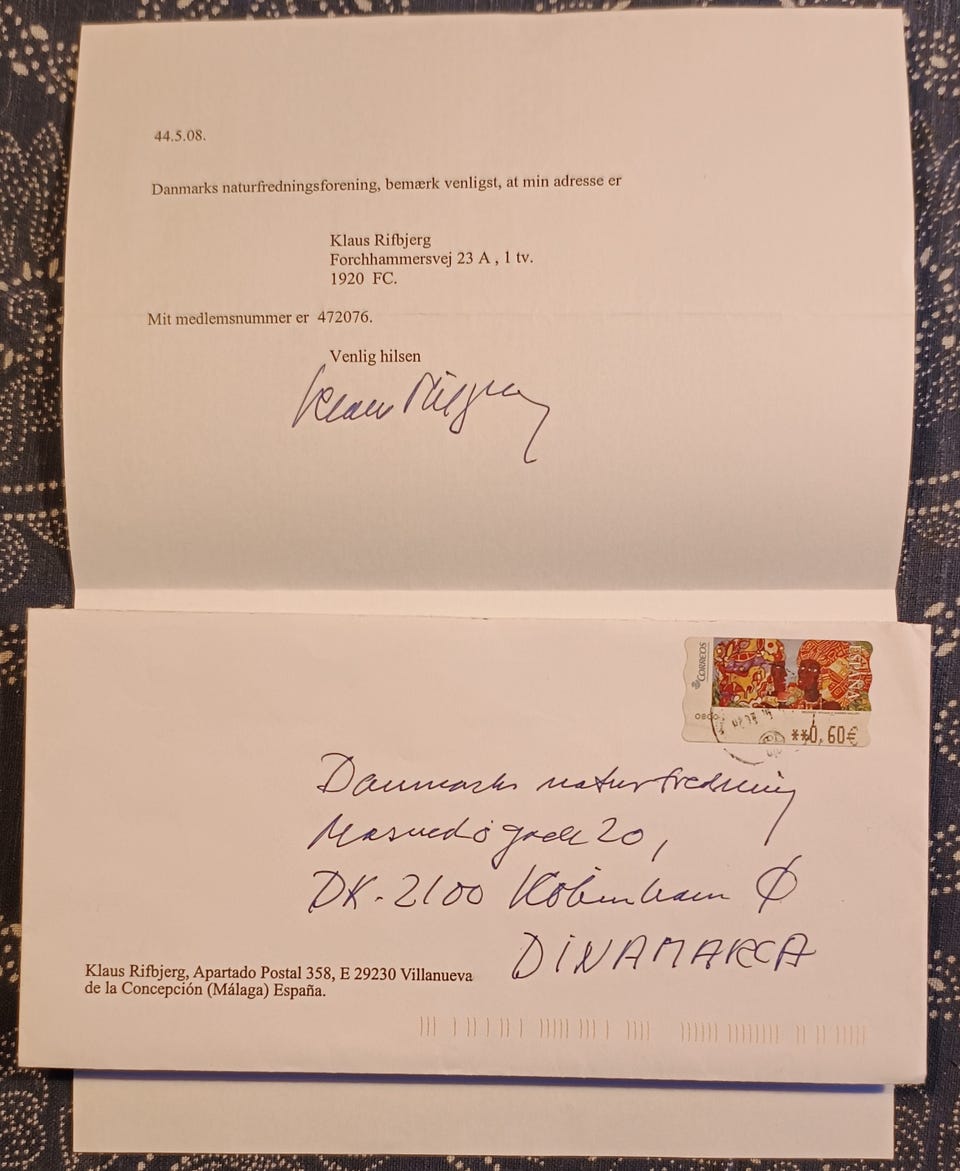 44.5.08.
Danmarks naturfredningsforening, bemærk venligst, at min adresse er
Klaus Rifbjerg
Forchhammersvej 23 A , 1 tv.
1920 FC.
Mit medlemsnummer er 472076.
Venlig hilsen
Klaus Rifbjerg
CORREOS
ESPAÑA
**0,60€
Danmarks naturfredning
Masnedøgade 20,
DK-2100 København Ø
DINAMARCA
Klaus Rifbjerg, Apartado Postal 358, E 29230 Villanueva
de la Concepción (Málaga) España.